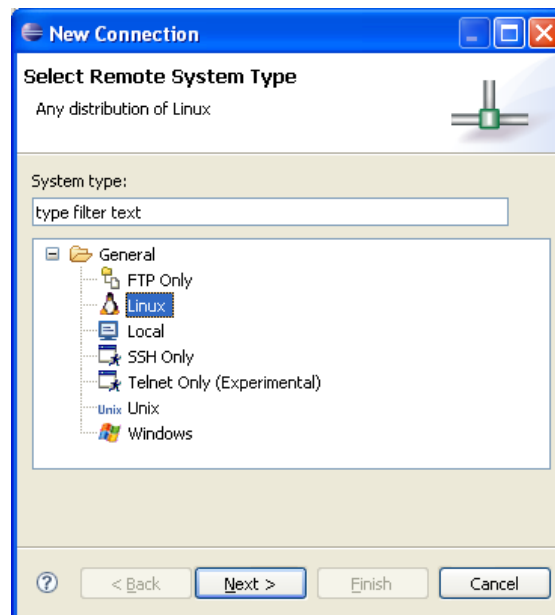 New Connection
Select Remote System Type
Any distribution of Linux
System type:
type filter text
General
FTP Only
Linux
Local
SSH Only
Telnet Only (Experimental)
Unix Unix
Windows
? < Back Next > Finish Cancel